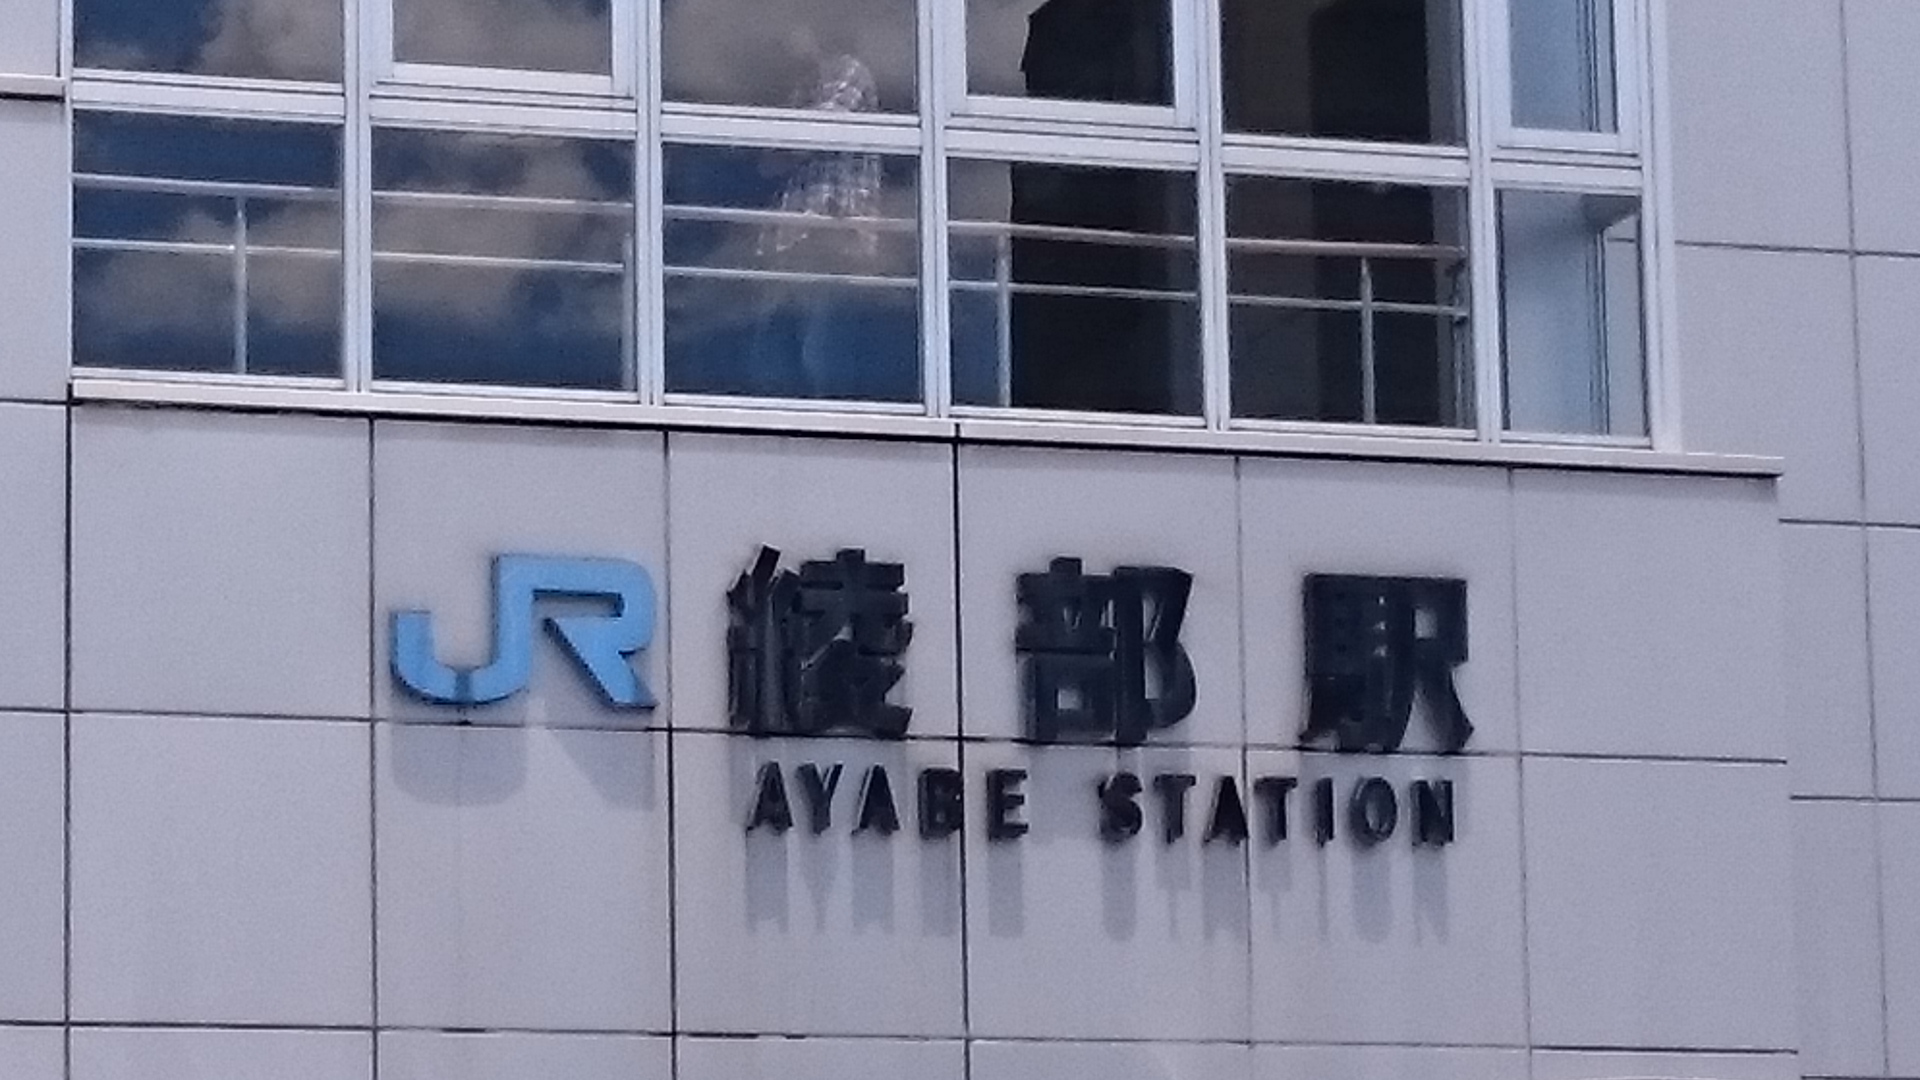 JR 綾部駅
AYABE STATION